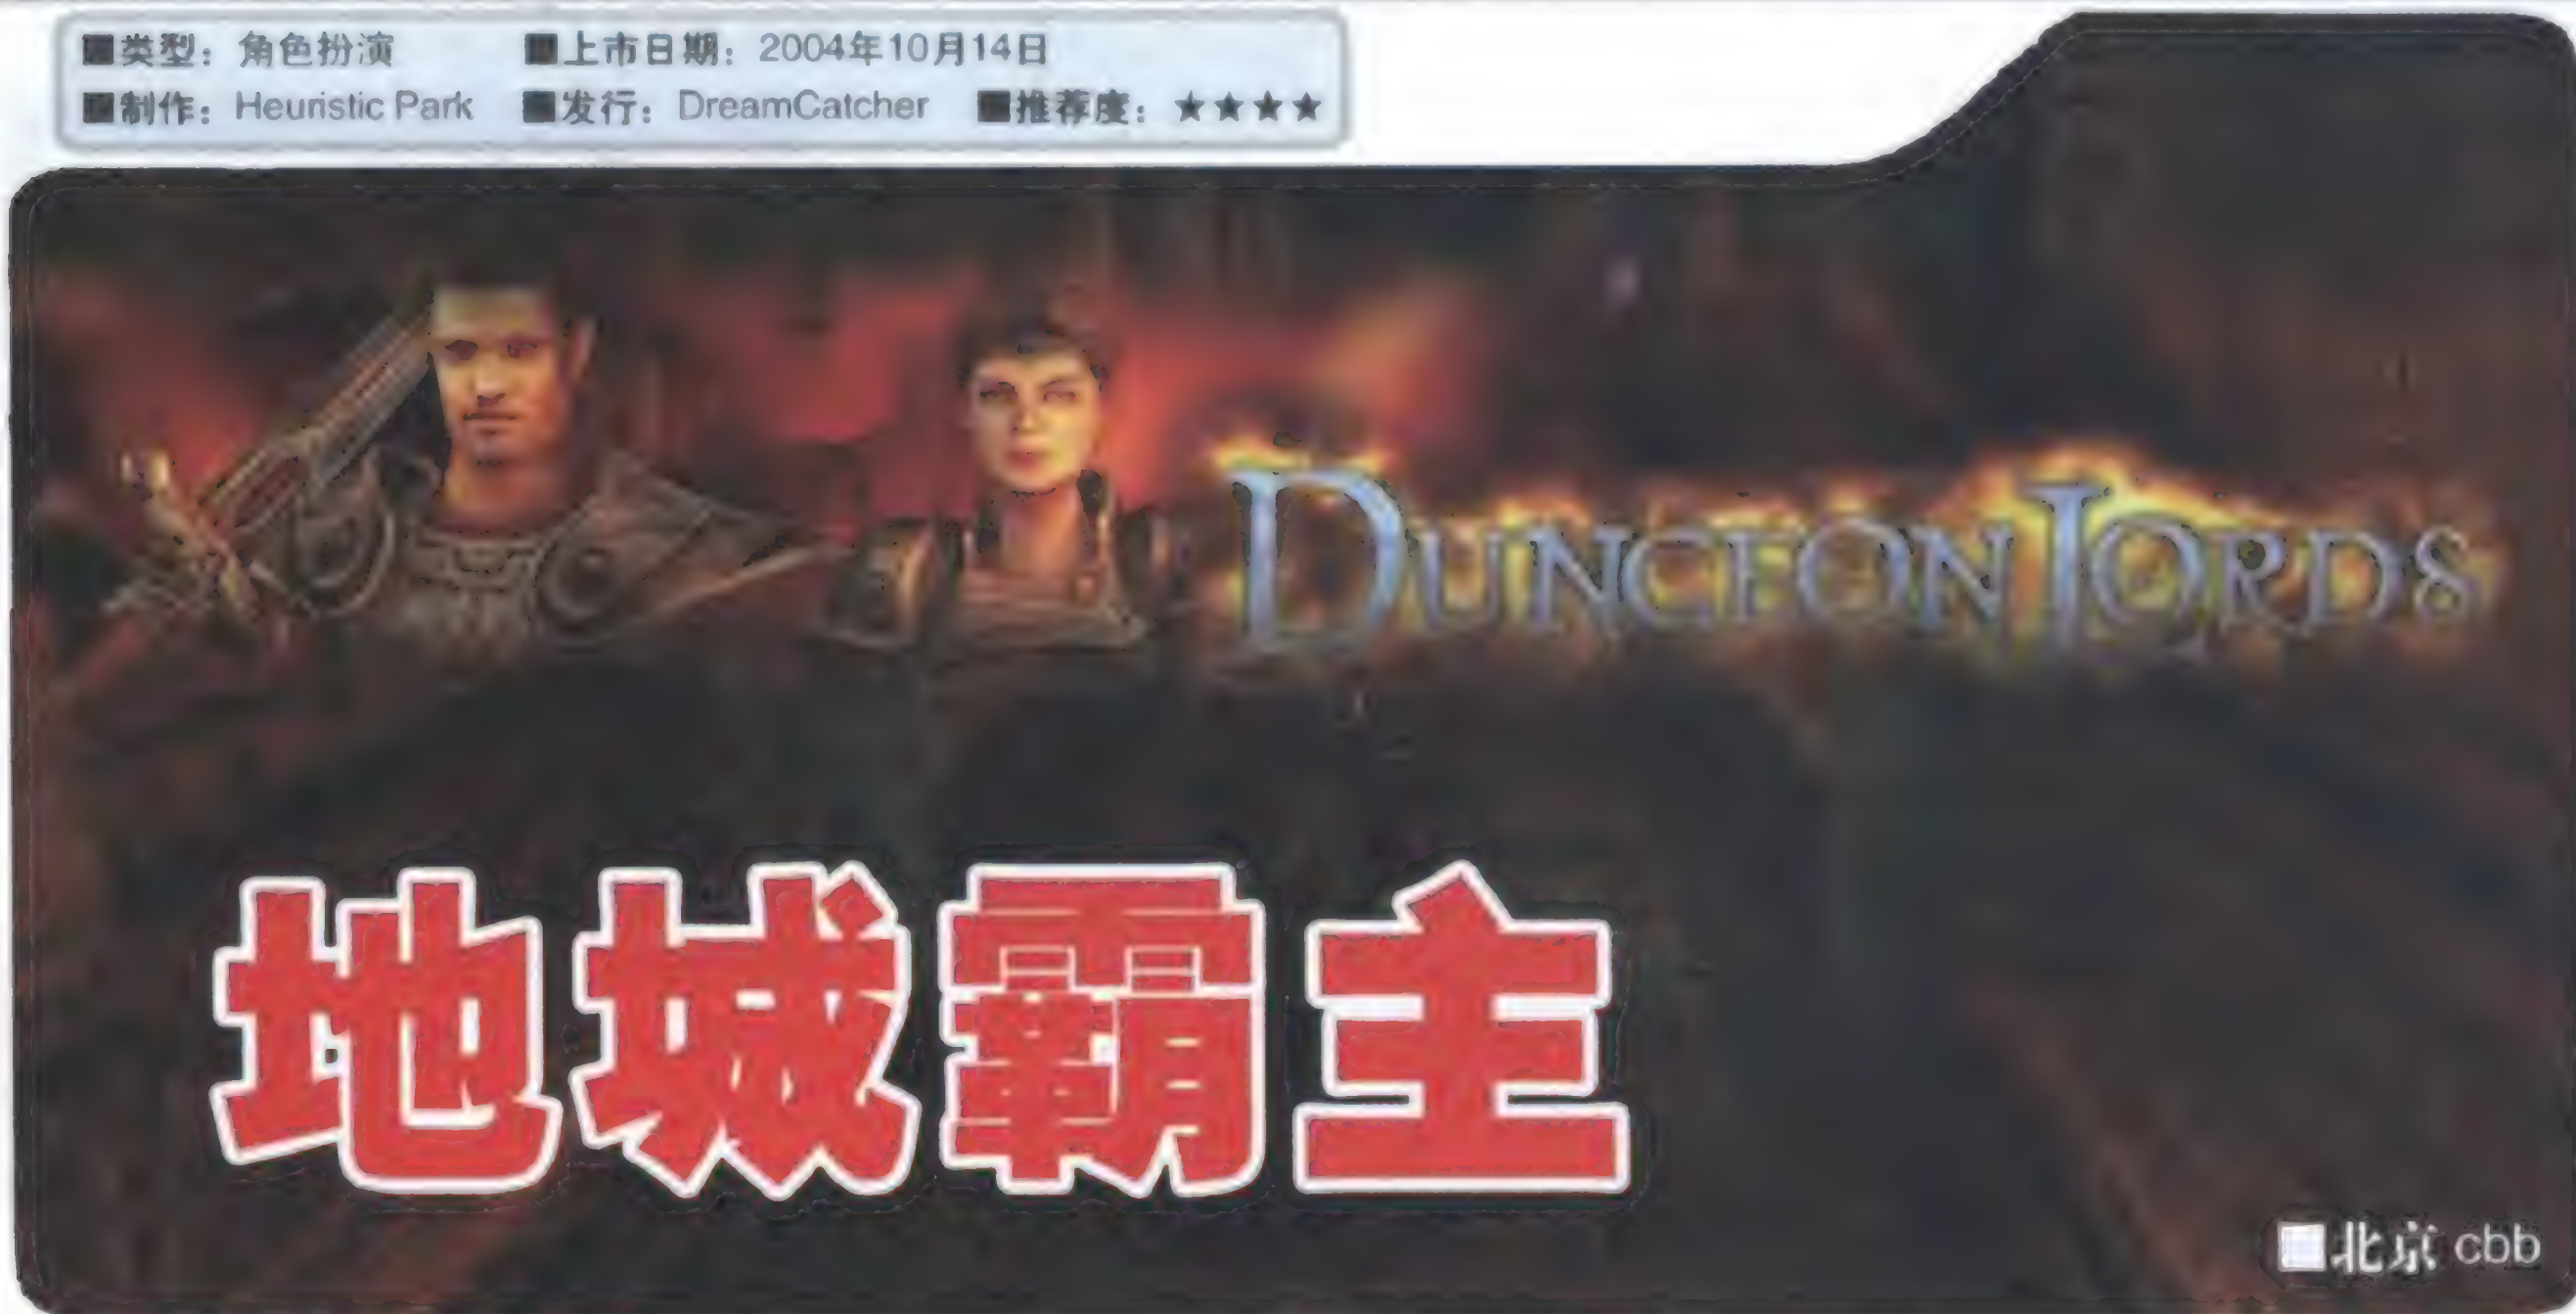 ■类型：角色扮演 ■上市日期：2004年10月14日
■制作：Heuristic Park ■发行：DreamCatcher ■推荐度：★★★★
DUNGEON LORDS
地城霸主
■北京 cbb